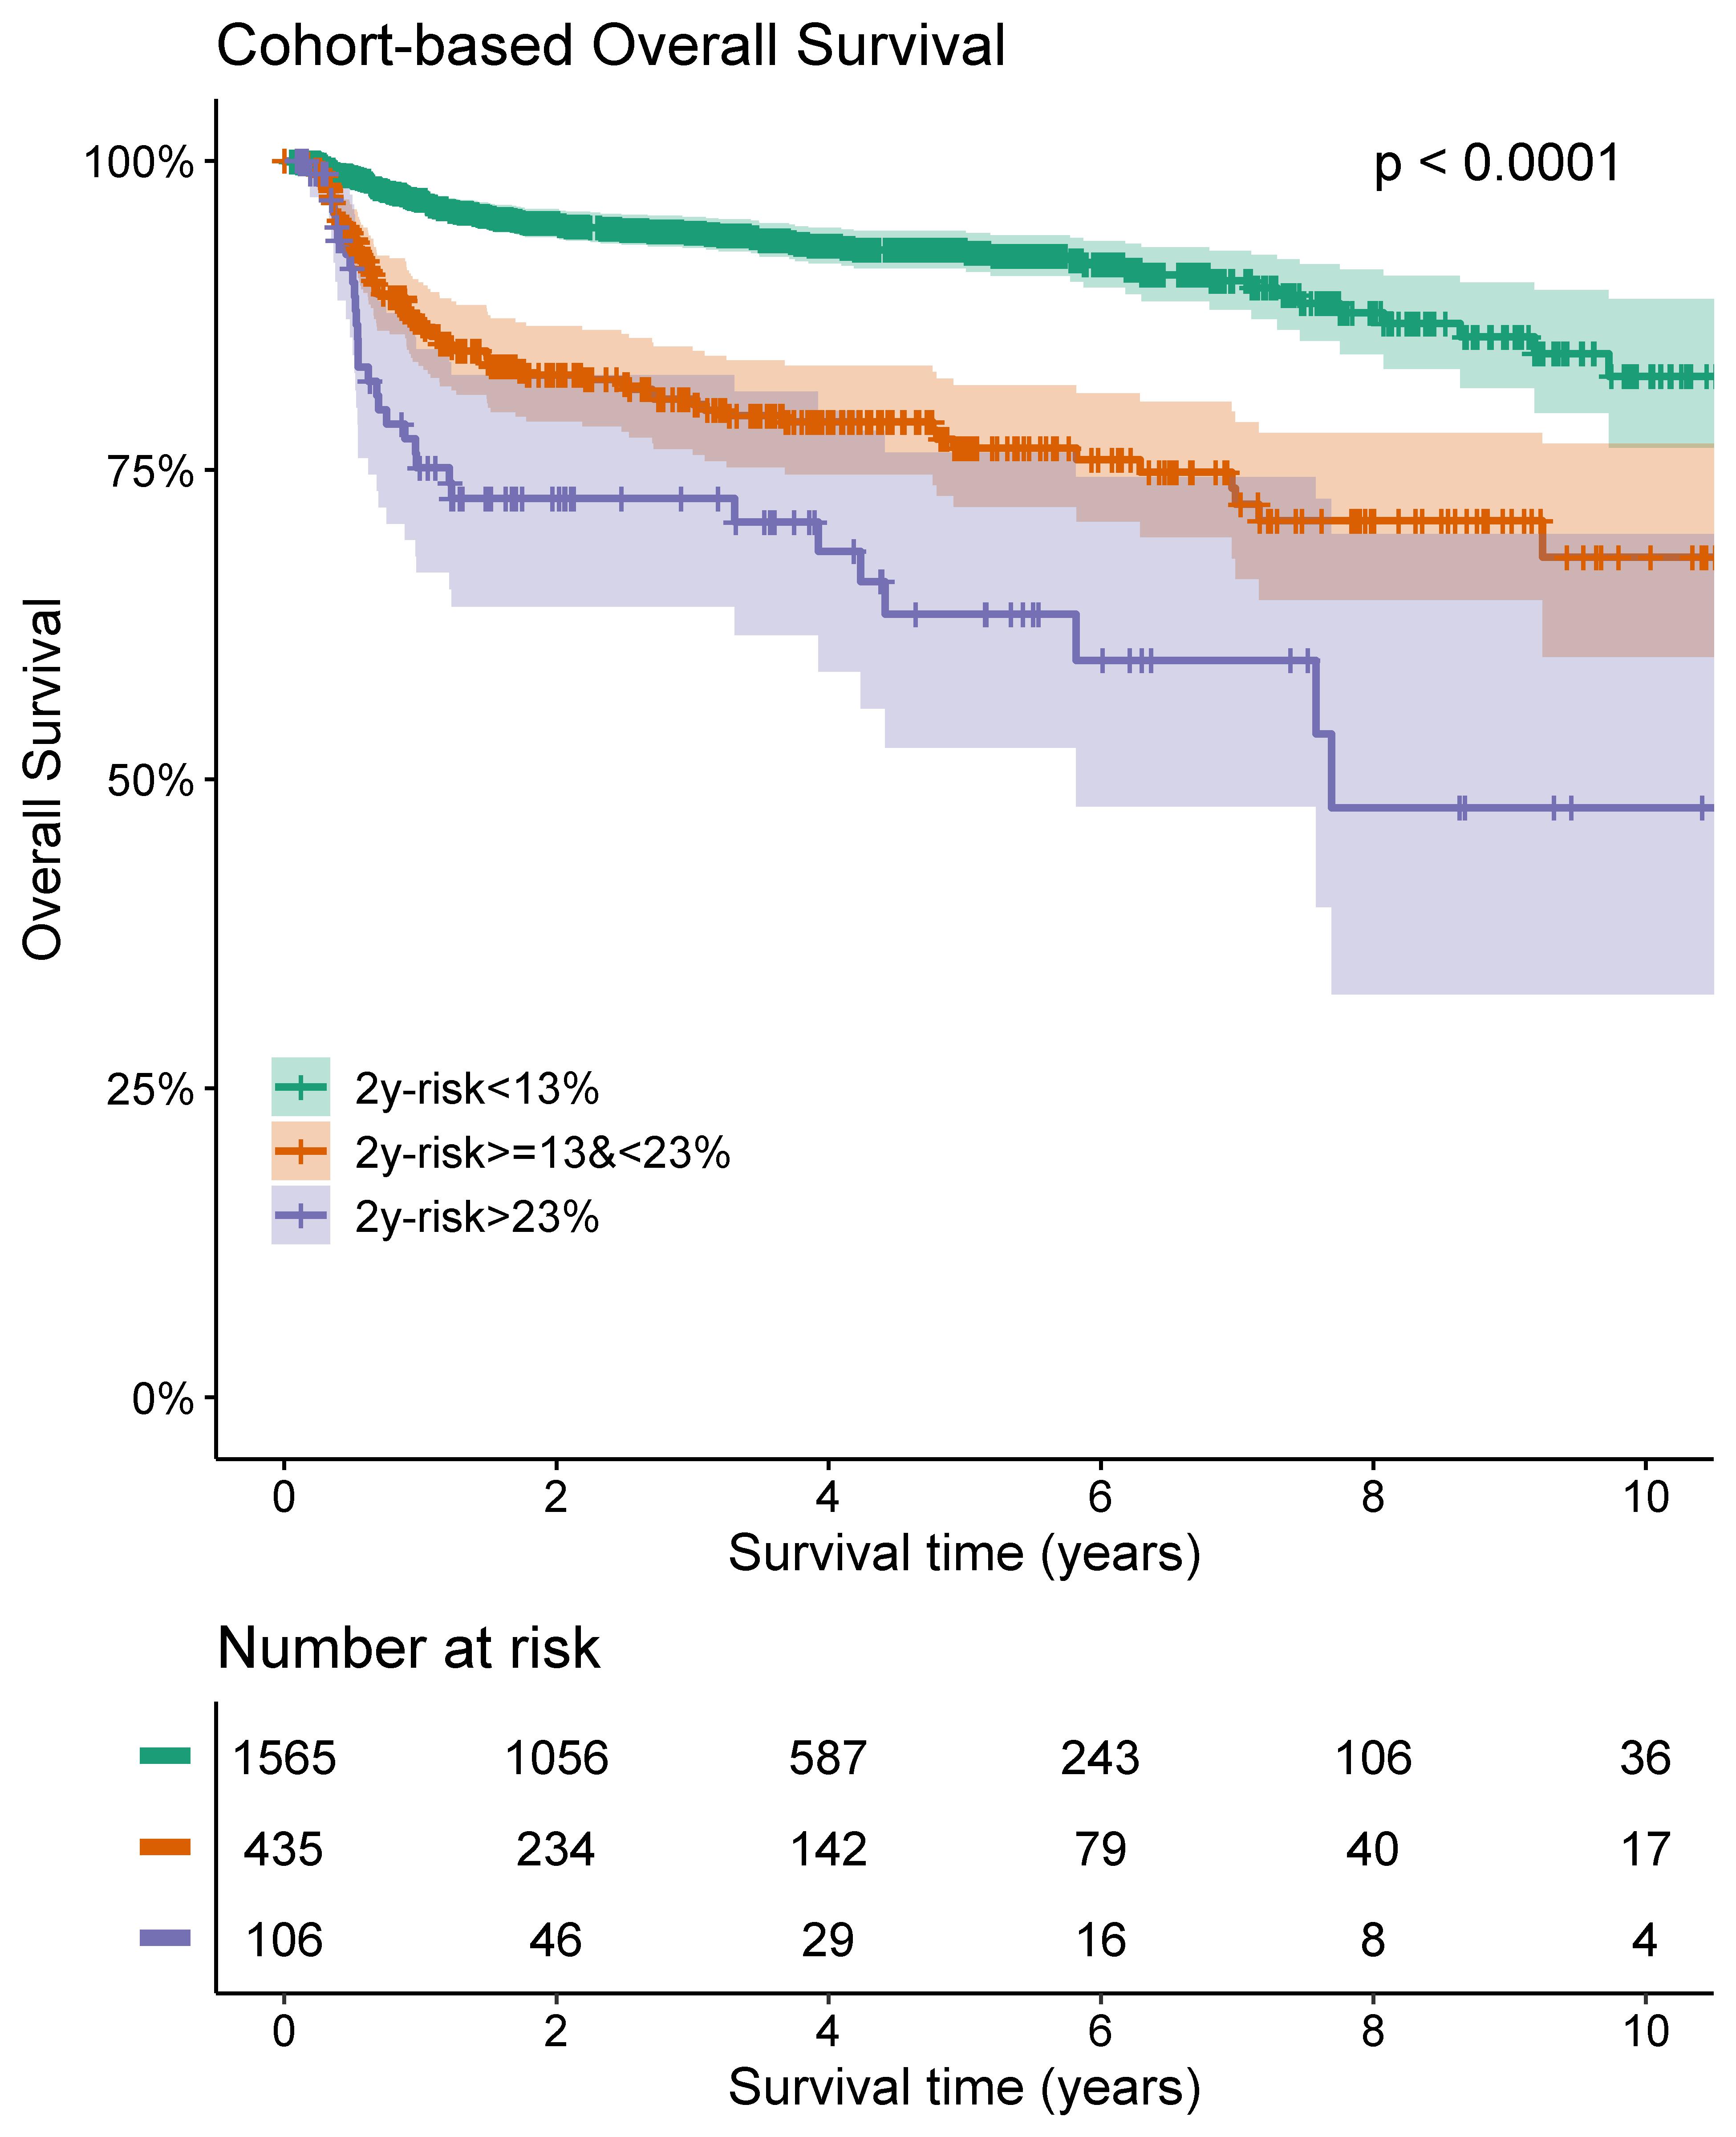 Cohort-based Overall Survival
p < 0.0001
100%
75%
50%
25%
0%
Overall Survival
2y-risk<13%
2y-risk>=13&<23%
2y-risk>23%
0 2 4 6 8 10
Survival time (years)
Number at risk
1565 1056 587 243 106 36
435 234 142 79 40 17
106 46 29 16 8 4
0 2 4 6 8 10
Survival time (years)